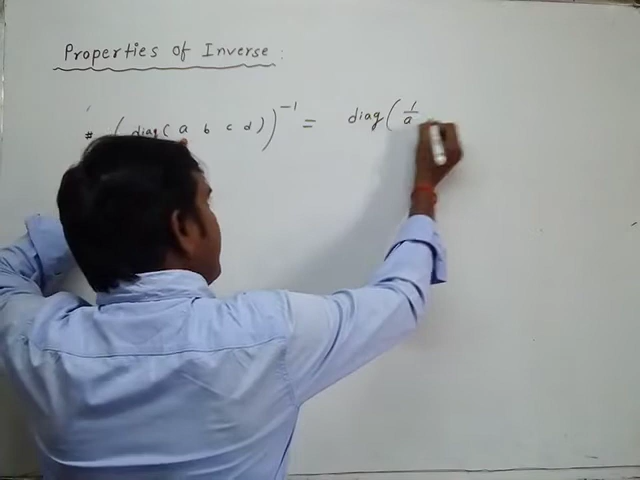 Properties of Inverse :
# ( diag ( a b c d ) )⁻¹ = diag ( 1/a